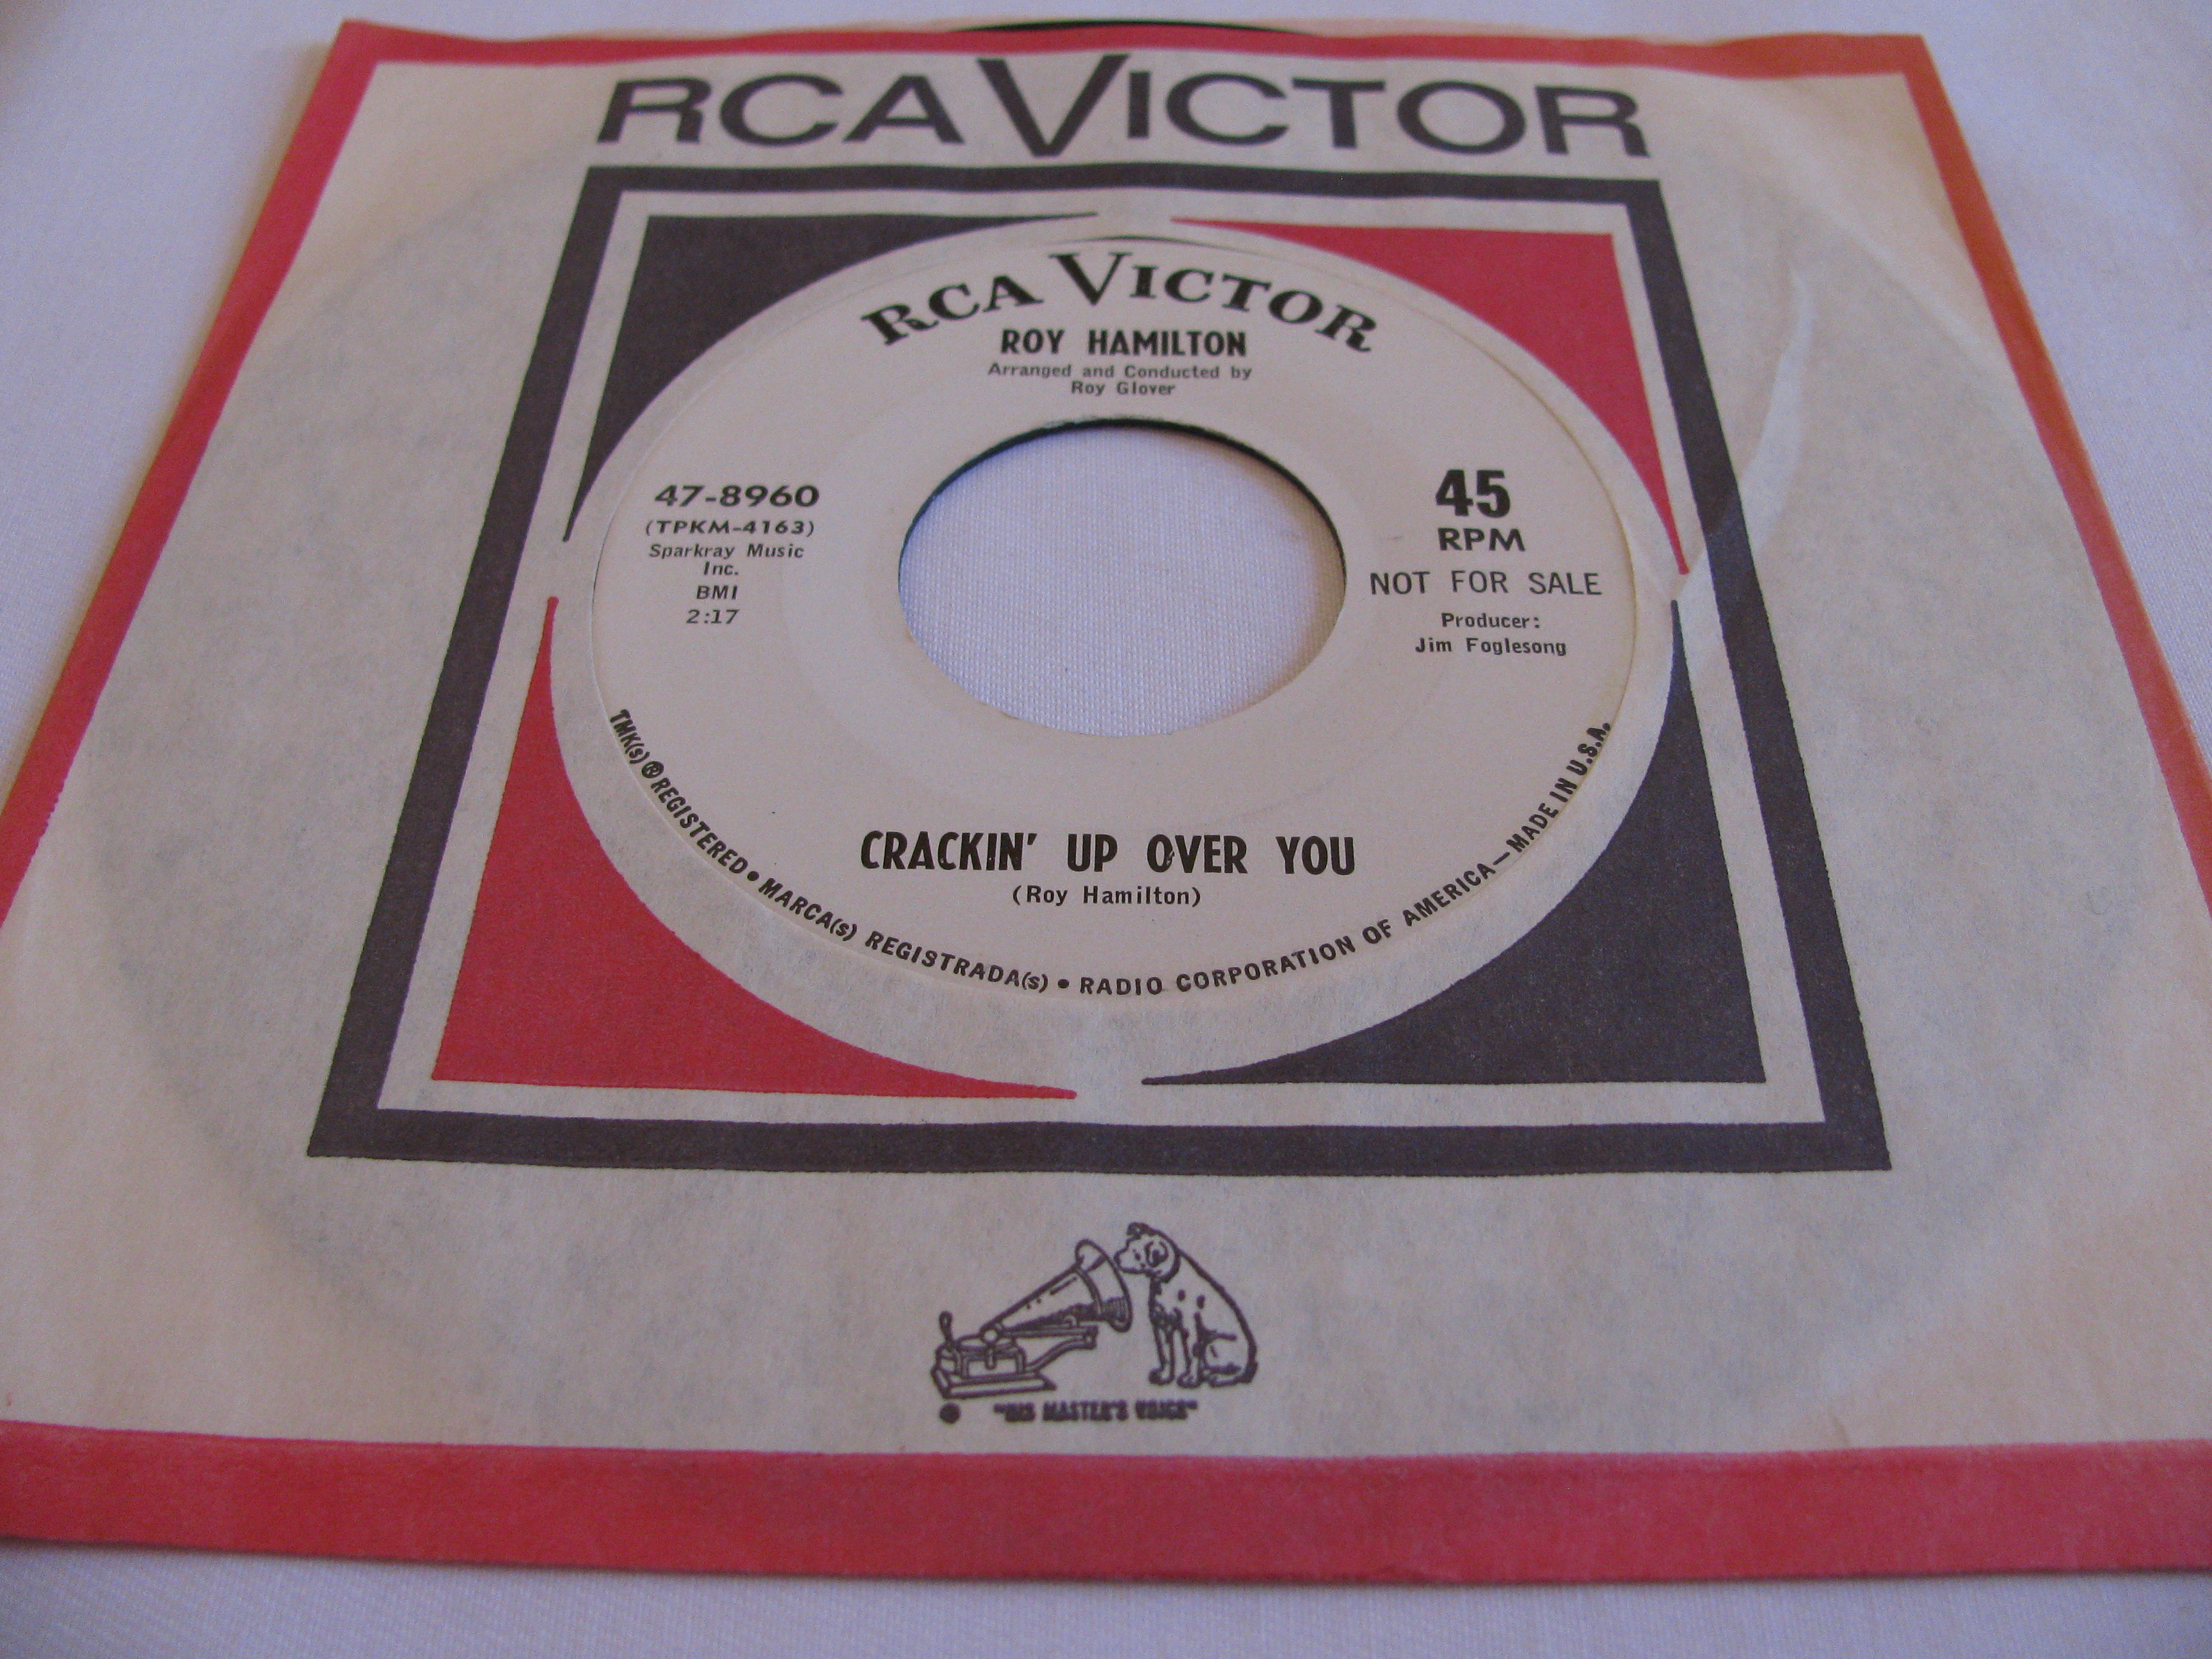 RCA VICTOR
RCA VICTOR
ROY HAMILTON
Arranged and Conducted by
Roy Glover
47-8960
(TPKM-4163)
Sparkray Music
Inc.
BMI
2:17
45
RPM
NOT FOR SALE
Producer:
Jim Foglesong
CRACKIN' UP OVER YOU
(Roy Hamilton)
TMK(s) ® REGISTERED • MARCA(s) REGISTRADA(s) • RADIO CORPORATION OF AMERICA — MADE IN U.S.A.
"HIS MASTER'S VOICE"